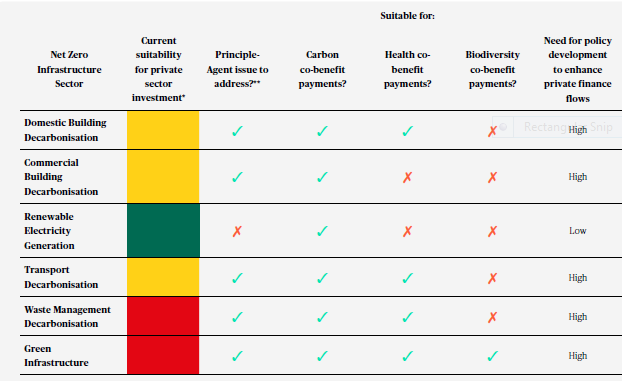 Suitable for:
Net Zero
Infrastructure
Sector
Current
suitability
for private
sector
investment*
Principle-
Agent issue to
address?**
Carbon
co-benefit
payments?
Health co-
benefit
payments?
Biodiversity
co-benefit
payments?
Need for policy
development
to enhance
private finance
flows
Domestic Building
Decarbonisation
✓ ✓ ✓ ✗ High
Rectangular Snip
Commercial
Building
Decarbonisation
✓ ✓ ✗ ✗ High
Renewable
Electricity
Generation
✗ ✓ ✗ ✗ Low
Transport
Decarbonisation
✓ ✓ ✓ ✗ High
Waste Management
Decarbonisation
✓ ✓ ✓ ✗ High
Green
Infrastructure
✓ ✓ ✓ ✓ High